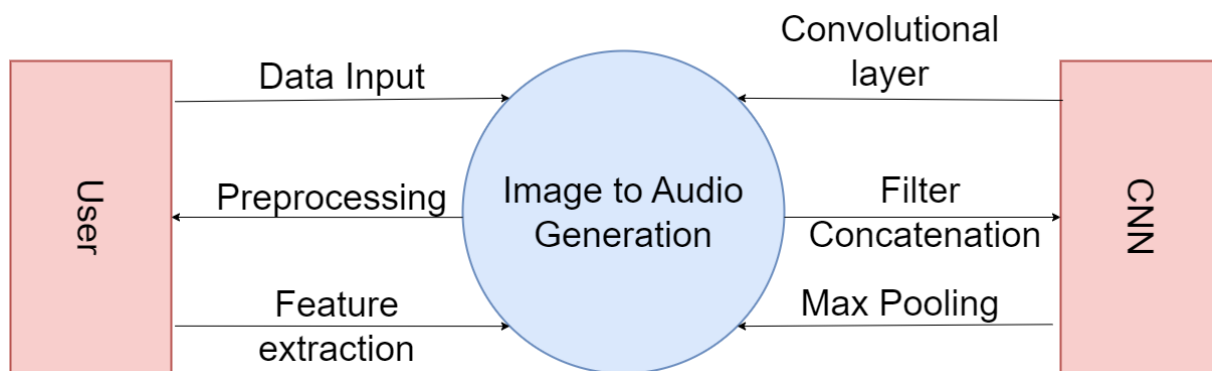 User
Data Input
Preprocessing
Feature
extraction
Image to Audio
Generation
Convolutional
layer
Filter
Concatenation
Max Pooling
CNN